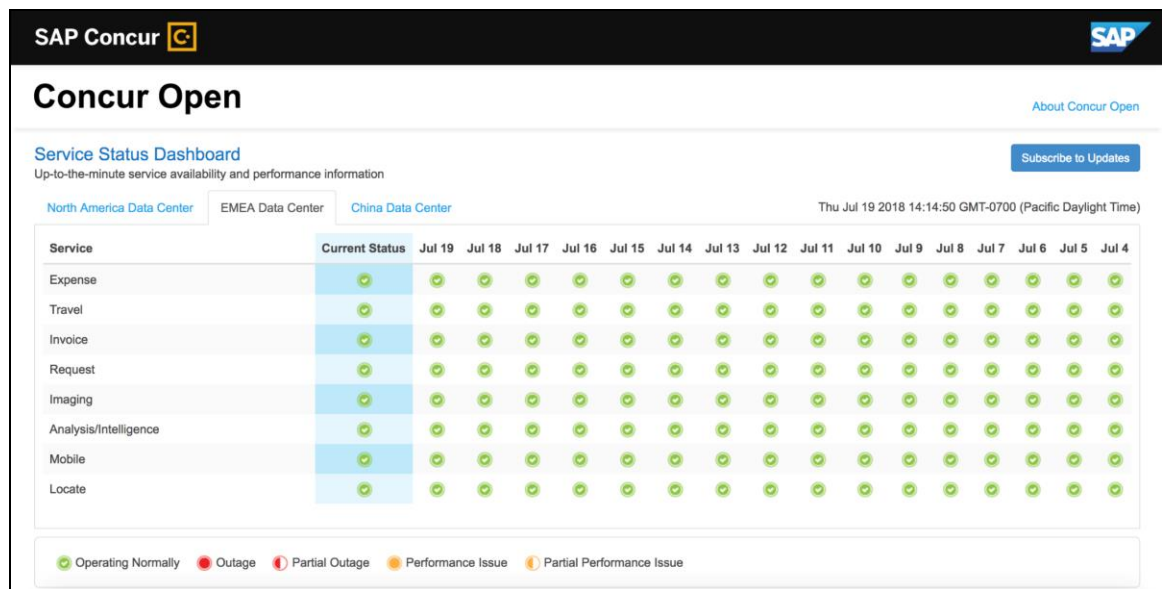 SAP Concur C
SAP
Concur Open
About Concur Open
Service Status Dashboard
Subscribe to Updates
Up-to-the-minute service availability and performance information
North America Data Center EMEA Data Center China Data Center Thu Jul 19 2018 14:14:50 GMT-0700 (Pacific Daylight Time)
Service Current Status Jul 19 Jul 18 Jul 17 Jul 16 Jul 15 Jul 14 Jul 13 Jul 12 Jul 11 Jul 10 Jul 9 Jul 8 Jul 7 Jul 6 Jul 5 Jul 4
Expense
Travel
Invoice
Request
Imaging
Analysis/Intelligence
Mobile
Locate
Operating Normally Outage Partial Outage Performance Issue Partial Performance Issue